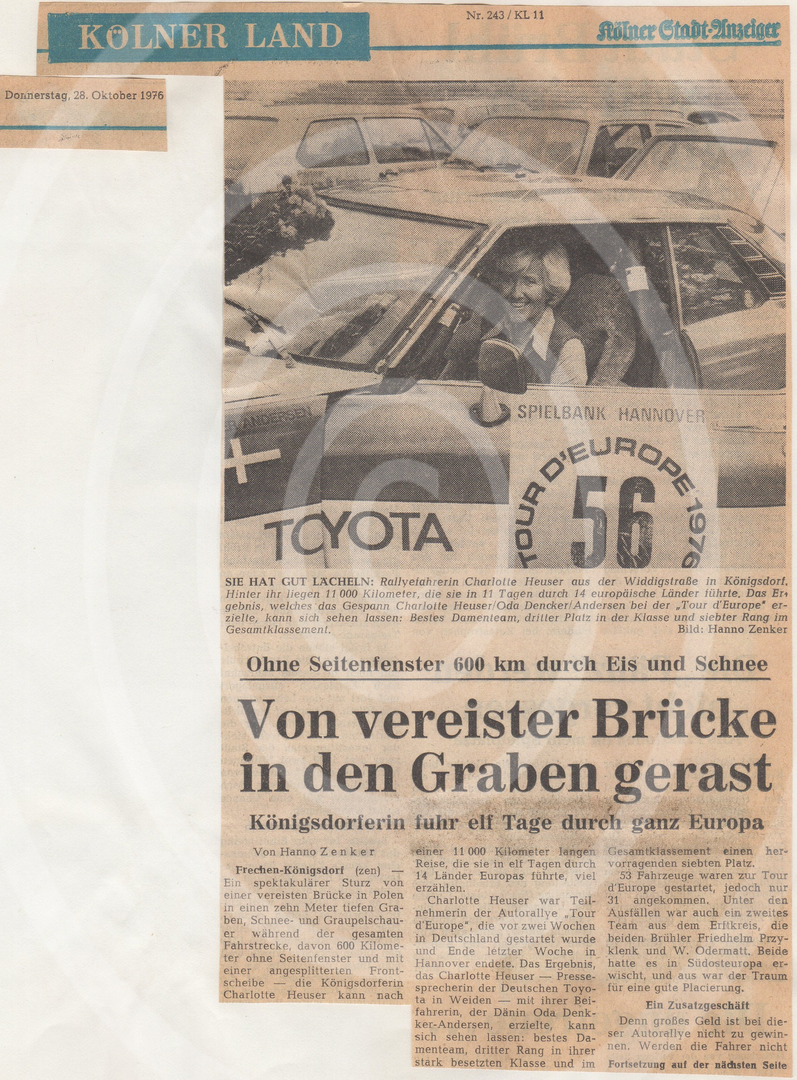 Nr. 243 / KL 11
KÖLNER LAND
Kölner Stadt-Anzeiger
Donnerstag, 28. Oktober 1976
R-ANDERSEN
SPIELBANK HANNOVER
TOUR D'EUROPE 1976
56
TOYOTA
SIE HAT GUT LÄCHELN: Rallyefahrerin Charlotte Heuser aus der Widdigstraße in Königsdorf.
Hinter ihr liegen 11 000 Kilometer, die sie in 11 Tagen durch 14 europäische Länder führte. Das Er-
gebnis, welches das Gespann Charlotte Heuser/Oda Dencker/Andersen bei der „Tour d'Europe" er-
zielte, kann sich sehen lassen: Bestes Damenteam, dritter Platz in der Klasse und siebter Rang im
Gesamtklassement. Bild: Hanno Zenker
Ohne Seitenfenster 600 km durch Eis und Schnee
Von vereister Brücke
in den Graben gerast
Königsdorferin fuhr elf Tage durch ganz Europa
Von Hanno Zenker
Frechen-Königsdorf (zen) —
Ein spektakulärer Sturz von
einer vereisten Brücke in Polen
in einen zehn Meter tiefen Gra-
ben, Schnee- und Graupelschau-
er während der gesamten
Fahrstrecke, davon 600 Kilome-
ter ohne Seitenfenster und mit
einer angesplitterten Front-
scheibe — die Königsdorferin
Charlotte Heuser kann nach
einer 11 000 Kilometer langen
Reise, die sie in elf Tagen durch
14 Länder Europas führte, viel
erzählen.
Charlotte Heuser war Teil-
nehmerin der Autorallye „Tour
d'Europe", die vor zwei Wochen
in Deutschland gestartet wurde
und Ende letzter Woche in
Hannover endete. Das Ergebnis,
das Charlotte Heuser — Presse-
sprecherin der Deutschen Toyo-
ta in Weiden — mit ihrer Bei-
fahrerin, der Dänin Oda Denk-
ker-Andersen, erzielte, kann
sich sehen lassen: bestes Da-
menteam, dritter Rang in ihrer
stark besetzten Klasse und im
Gesamtklassement einen her-
vorragenden siebten Platz.
53 Fahrzeuge waren zur Tour
d'Europe gestartet, jedoch nur
31 angekommen. Unter den
Ausfällen war auch ein zweites
Team aus dem Erftkreis, die
beiden Brühler Friedhelm Przy-
klenk und W. Odermatt. Beide
hatte es in Südosteuropa er-
wischt, und aus war der Traum
für eine gute Placierung.
Ein Zusatzgeschäft
Denn großes Geld ist bei die-
ser Autorallye nicht zu gewin-
nen. Werden die Fahrer nicht
Fortsetzung auf der nächsten Seite